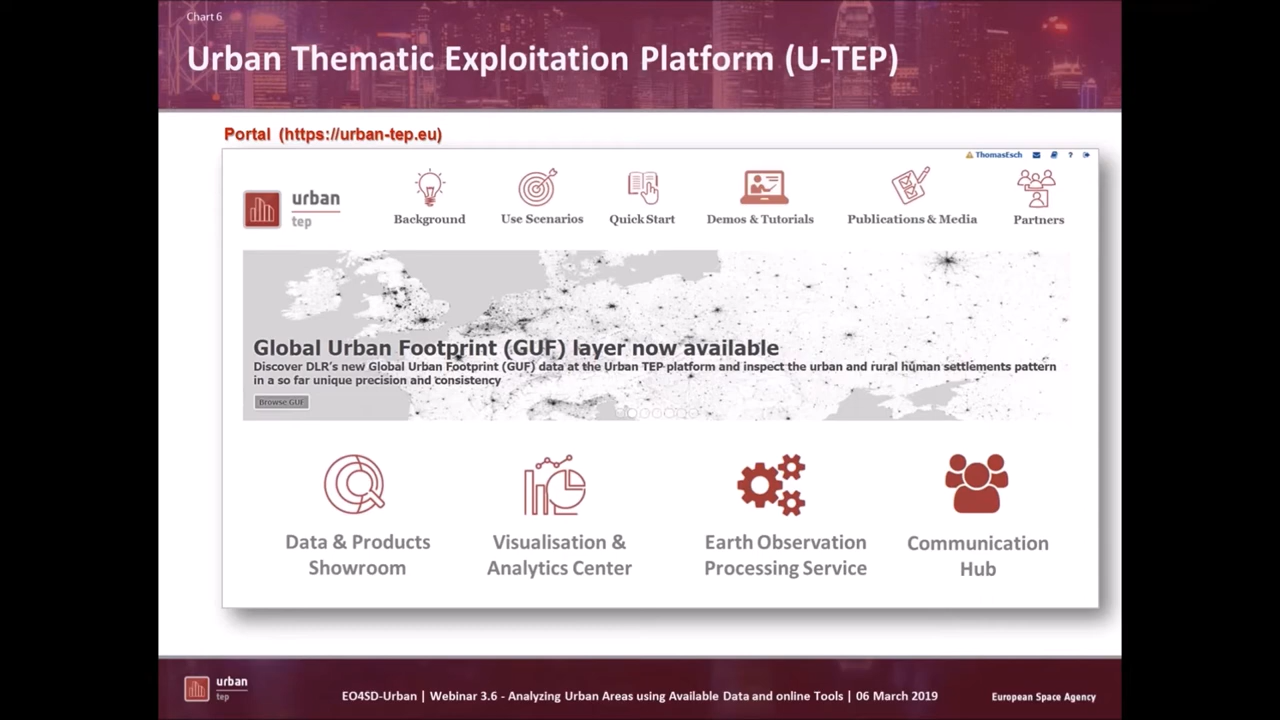 Chart 6
Urban Thematic Exploitation Platform (U-TEP)
Portal (https://urban-tep.eu)
ThomasEsch
?
urban
tep
Background
Use Scenarios
Quick Start
Demos & Tutorials
Publications & Media
Partners
Global Urban Footprint (GUF) layer now available
Discover DLR's new Global Urban Footprint (GUF) data at the Urban TEP platform and inspect the urban and rural human settlements pattern
in a so far unique precision and consistency
Browse GUF
Data & Products
Showroom
Visualisation &
Analytics Center
Earth Observation
Processing Service
Communication
Hub
urban
tep
EO4SD-Urban | Webinar 3.6 - Analyzing Urban Areas using Available Data and online Tools | 06 March 2019
European Space Agency